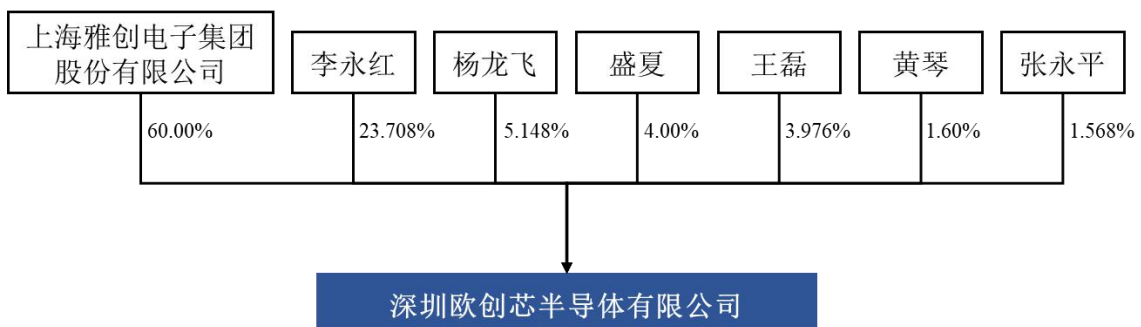 上海雅创电子集团
股份有限公司
李永红
杨龙飞
盛夏
王磊
黄琴
张永平
60.00%
23.708%
5.148%
4.00%
3.976%
1.60%
1.568%
深圳欧创芯半导体有限公司